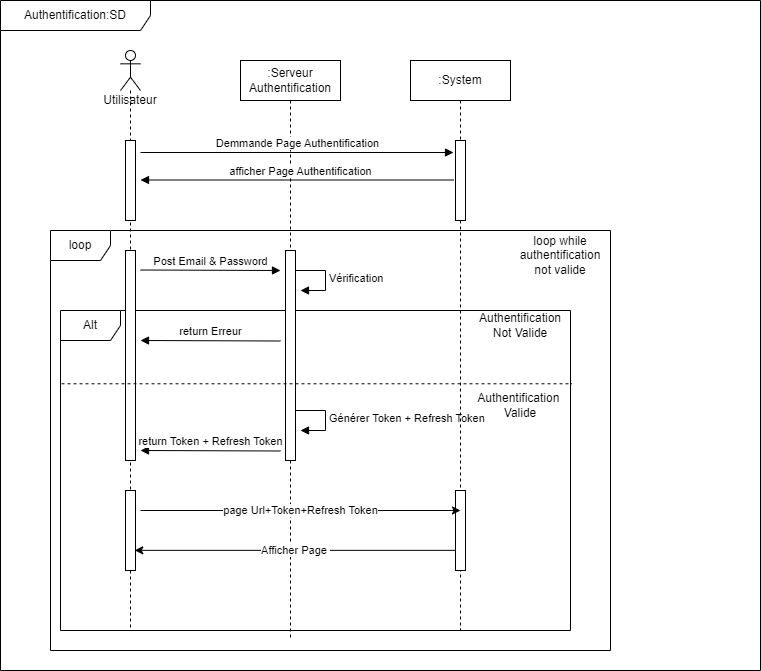 Authentification:SD
Utilisateur
:Serveur
Authentification
:System
Demmande Page Authentification
afficher Page Authentification
loop
loop while
authentification
not valide
Post Email & Password
Vérification
Alt
Authentification
Not Valide
return Erreur
Authentification
Valide
Générer Token + Refresh Token
return Token + Refresh Token
page Url+Token+Refresh Token
Afficher Page